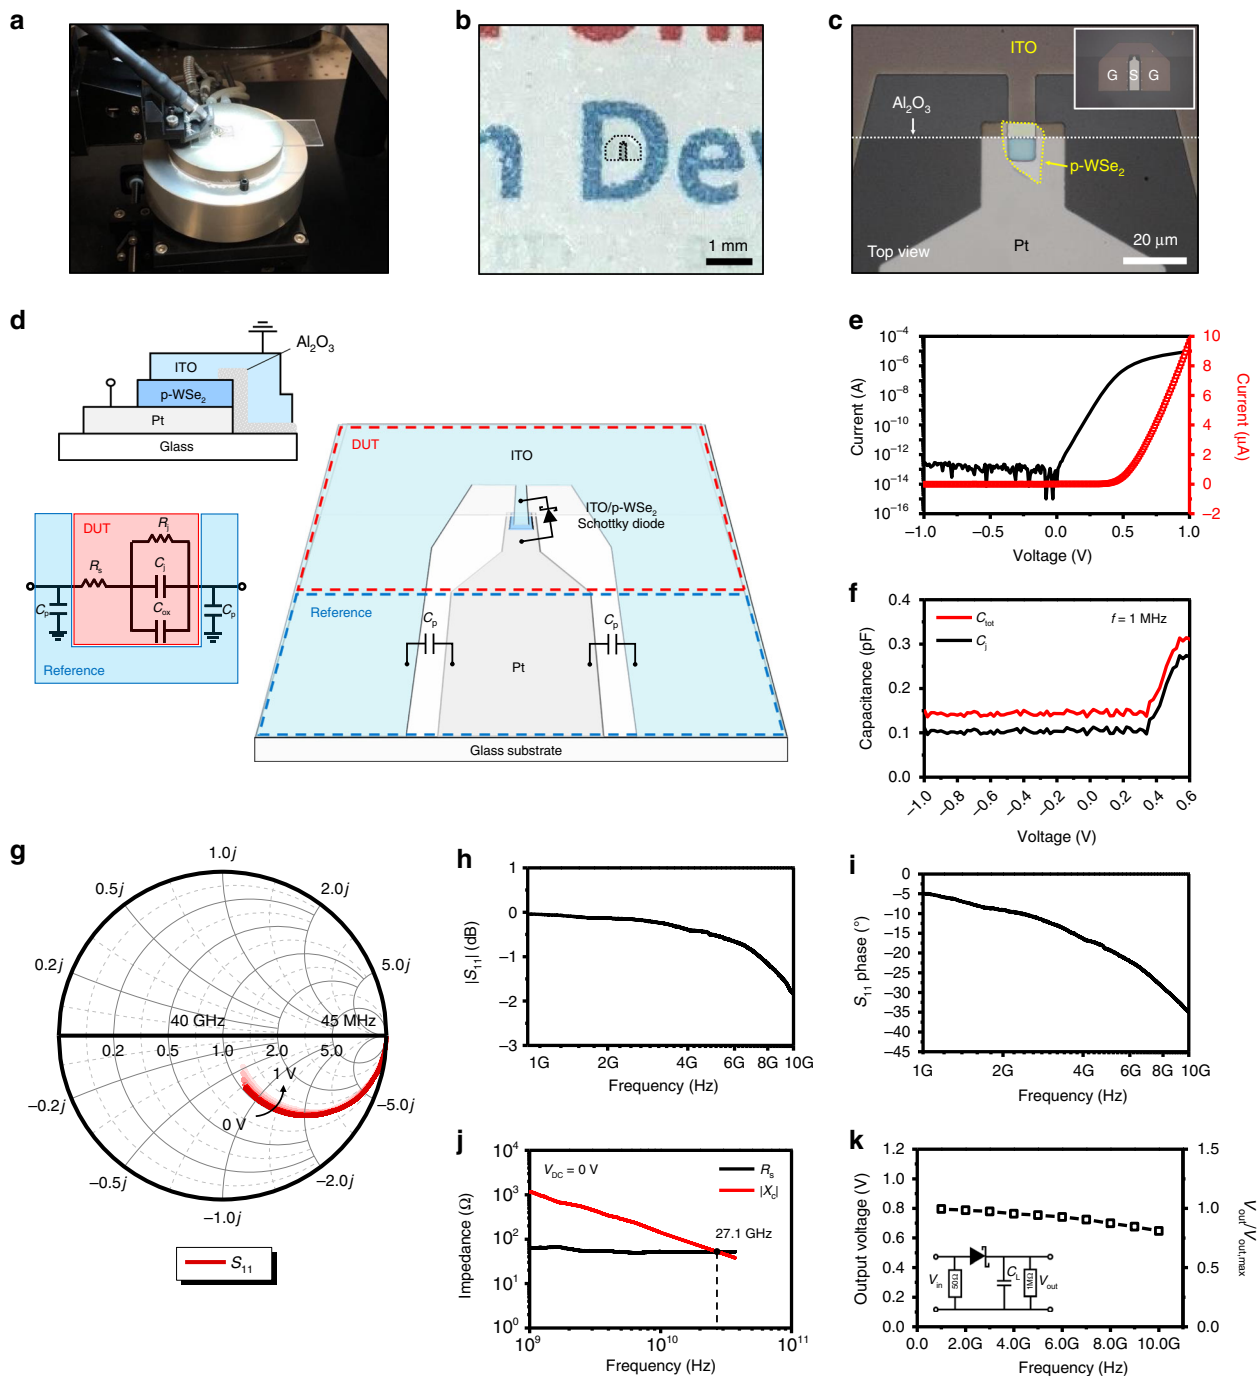 a
b
n Dev
1 mm
c
ITO
G S G
Al₂O₃
p-WSe₂
Pt
Top view
20 μm
d
Al₂O₃
ITO
p-WSe₂
Pt
Glass
DUT
Rⱼ
Rₛ
Cⱼ
Cₒₓ
Cₚ
Cₚ
Reference
DUT
ITO
ITO/p-WSe₂
Schottky diode
Reference
Cₚ
Cₚ
Pt
Glass substrate
e
10⁻⁴
10⁻⁶
10⁻⁸
10⁻¹⁰
10⁻¹²
10⁻¹⁴
10⁻¹⁶
Current (A)
10
8
6
4
2
0
−2
Current (μA)
−1.0 −0.5 0.0 0.5 1.0
Voltage (V)
f
0.4
0.3
0.2
0.1
0.0
Capacitance (pF)
C_tot
Cⱼ
f = 1 MHz
−1.0 −0.8 −0.6 −0.4 −0.2 0.0 0.2 0.4 0.6
Voltage (V)
g
1.0j
0.5j
2.0j
0.2j
5.0j
40 GHz
45 MHz
0.2 0.5 1.0 2.0 5.0
1 V
0 V
−0.2j
−5.0j
−0.5j
−2.0j
−1.0j
S₁₁
h
1
0
−1
−2
−3
|S₁₁| (dB)
1G 2G 4G 6G 8G 10G
Frequency (Hz)
i
0
−5
−10
−15
−20
−25
−30
−35
−40
−45
S₁₁ phase (°)
1G 2G 4G 6G 8G 10G
Frequency (Hz)
j
10⁴
10³
10²
10¹
10⁰
Impedance (Ω)
V_DC = 0 V
Rₛ
|X_c|
27.1 GHz
10⁹ 10¹⁰ 10¹¹
Frequency (Hz)
k
1.2
1.0
0.8
0.6
0.4
0.2
0.0
Output voltage (V)
1.5
1.0
0.5
0.0
V_out/V_out,max
V_in
50Ω
C_L
1MΩ
V_out
0.0 2.0G 4.0G 6.0G 8.0G 10.0G
Frequency (Hz)